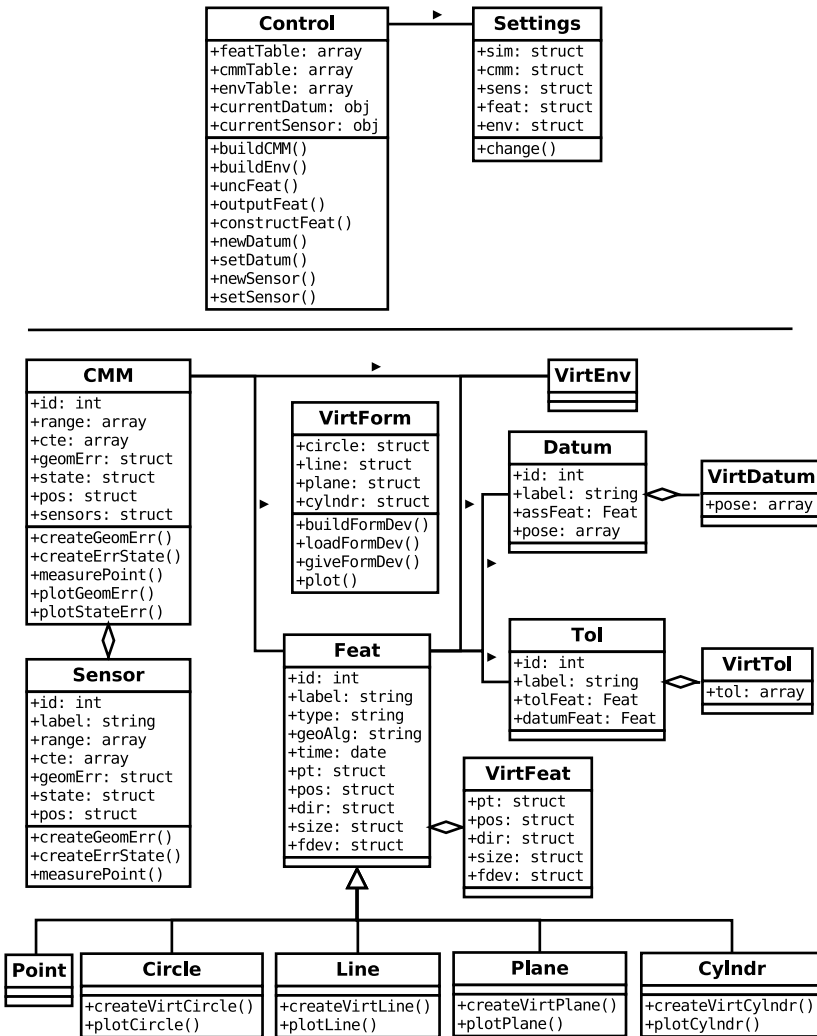 Control
+featTable: array
+cmmTable: array
+envTable: array
+currentDatum: obj
+currentSensor: obj
+buildCMM()
+buildEnv()
+uncFeat()
+outputFeat()
+constructFeat()
+newDatum()
+setDatum()
+newSensor()
+setSensor()
Settings
+sim: struct
+cmm: struct
+sens: struct
+feat: struct
+env: struct
+change()
CMM
+id: int
+range: array
+cte: array
+geomErr: struct
+state: struct
+pos: struct
+sensors: struct
+createGeomErr()
+createErrState()
+measurePoint()
+plotGeomErr()
+plotStateErr()
VirtForm
+circle: struct
+line: struct
+plane: struct
+cylndr: struct
+buildFormDev()
+loadFormDev()
+giveFormDev()
+plot()
VirtEnv
Datum
+id: int
+label: string
+assFeat: Feat
+pose: array
VirtDatum
+pose: array
Sensor
+id: int
+label: string
+range: array
+cte: array
+geomErr: struct
+state: struct
+pos: struct
+createGeomErr()
+createErrState()
+measurePoint()
Feat
+id: int
+label: string
+type: string
+geoAlg: string
+time: date
+pt: struct
+pos: struct
+dir: struct
+size: struct
+fdev: struct
Tol
+id: int
+label: string
+tolFeat: Feat
+datumFeat: Feat
VirtTol
+tol: array
VirtFeat
+pt: struct
+pos: struct
+dir: struct
+size: struct
+fdev: struct
Point
Circle
+createVirtCircle()
+plotCircle()
Line
+createVirtLine()
+plotLine()
Plane
+createVirtPlane()
+plotPlane()
Cylndr
+createVirtCylndr()
+plotCylndr()